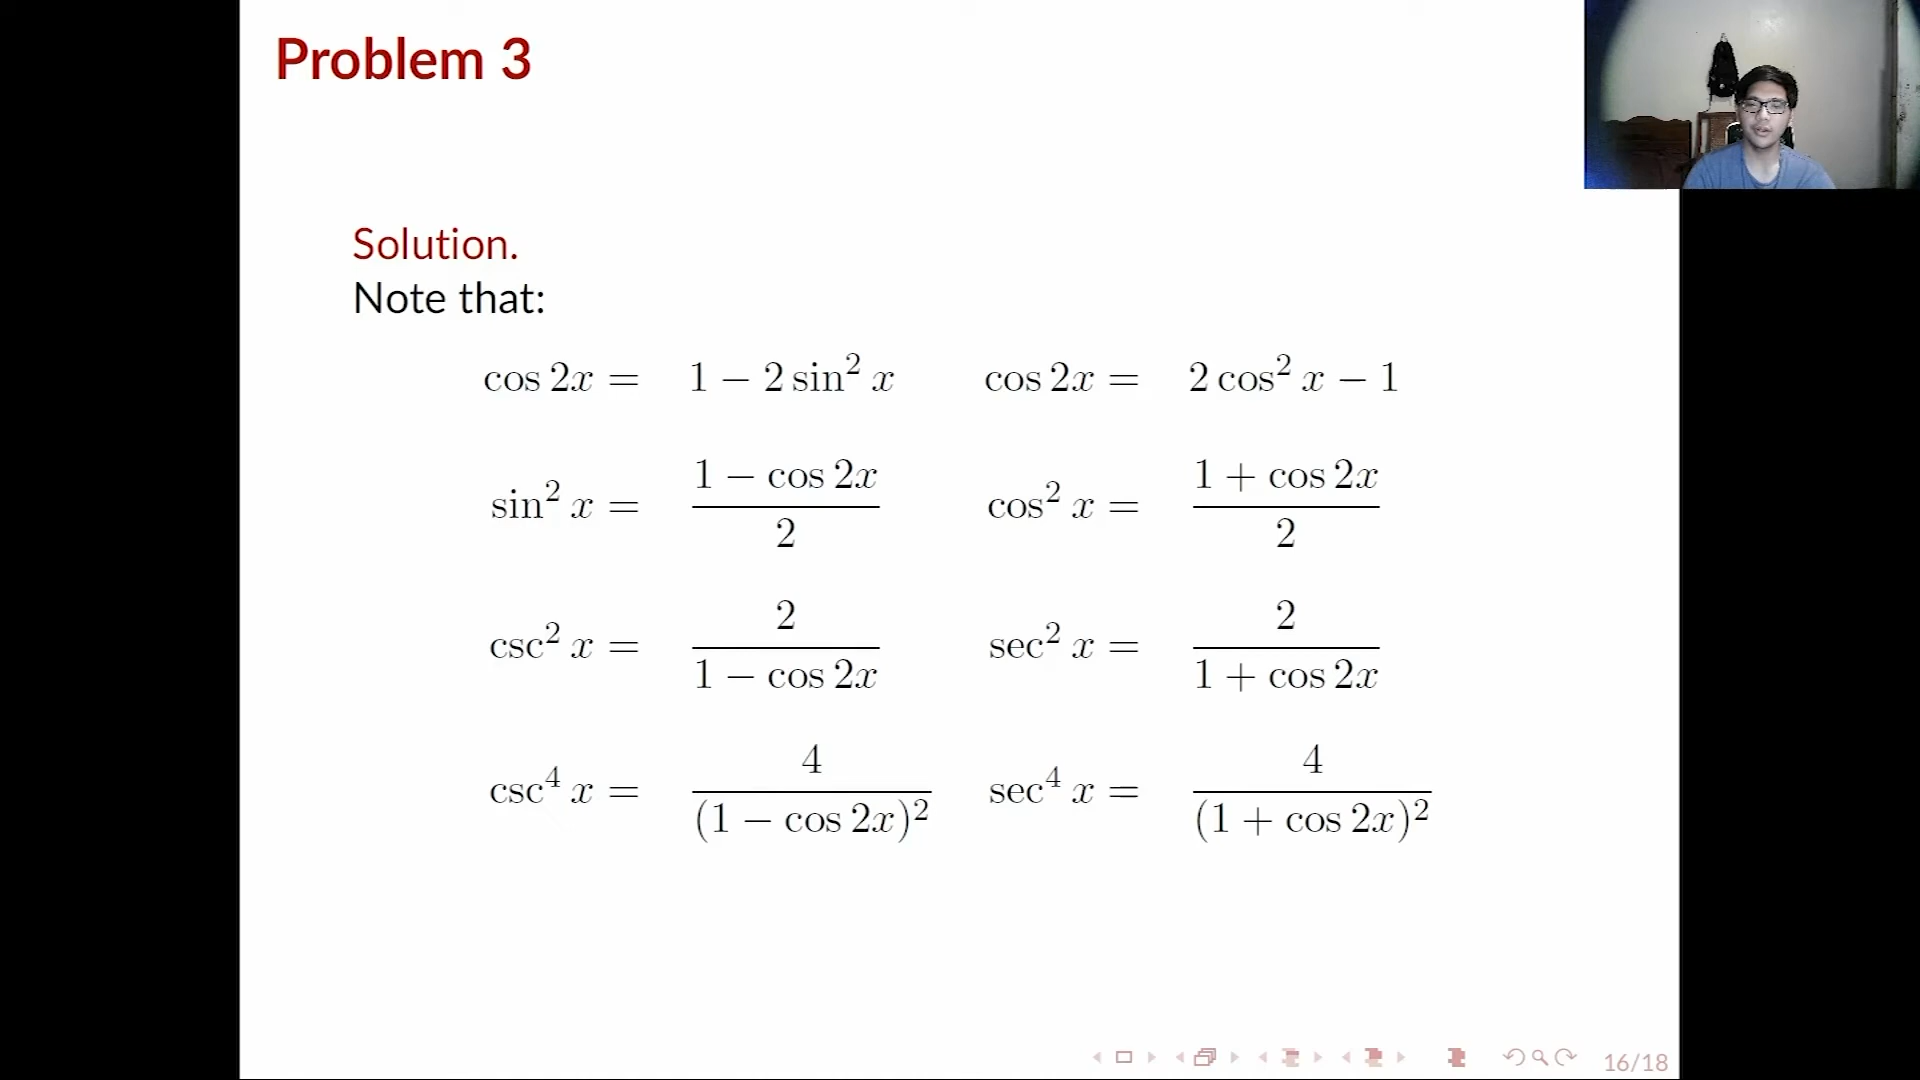 Problem 3
Solution.
Note that:
cos 2x = 1 − 2 sin² x    cos 2x = 2 cos² x − 1
sin² x = (1 − cos 2x)/2    cos² x = (1 + cos 2x)/2
csc² x = 2/(1 − cos 2x)    sec² x = 2/(1 + cos 2x)
csc⁴ x = 4/(1 − cos 2x)²    sec⁴ x = 4/(1 + cos 2x)²
16/18